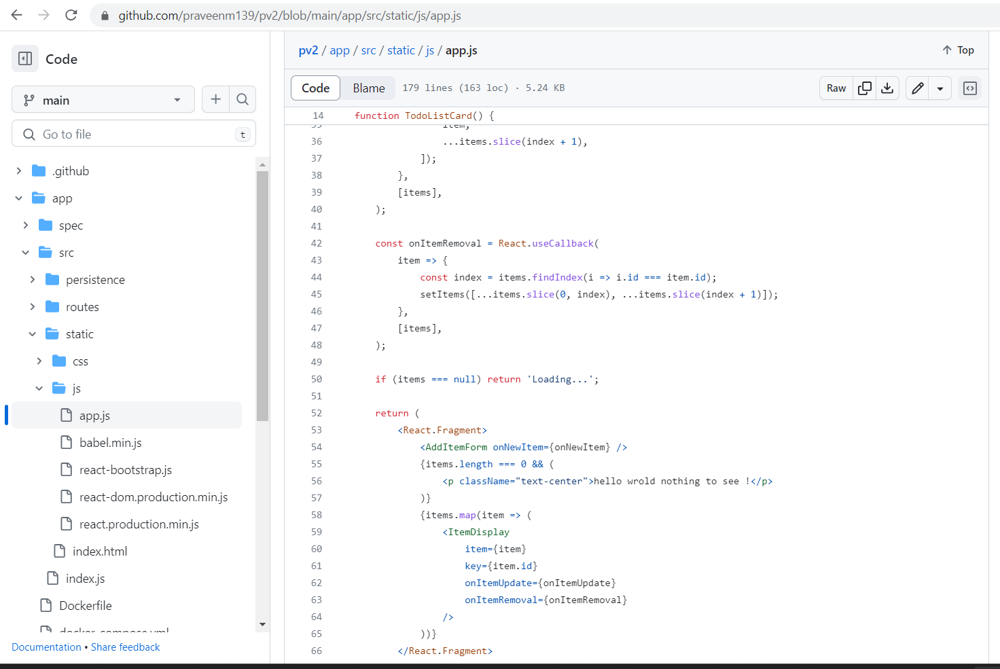 github.com/praveenm139/pv2/blob/main/app/src/static/js/app.js
Code
main
Go to file
t
.github
app
spec
src
persistence
routes
static
css
js
app.js
babel.min.js
react-bootstrap.js
react-dom.production.min.js
react.production.min.js
index.html
index.js
Dockerfile
docker-compose.yml
Documentation • Share feedback
pv2 / app / src / static / js / app.js
Top
Code Blame 179 lines (163 loc) · 5.24 KB
Raw
14 function TodoListCard() {
35 item,
36 ...items.slice(index + 1),
37 ]);
38 },
39 [items],
40 );
41
42 const onItemRemoval = React.useCallback(
43 item => {
44 const index = items.findIndex(i => i.id === item.id);
45 setItems([...items.slice(0, index), ...items.slice(index + 1)]);
46 },
47 [items],
48 );
49
50 if (items === null) return 'Loading...';
51
52 return (
53 <React.Fragment>
54 <AddItemForm onNewItem={onNewItem} />
55 {items.length === 0 && (
56 <p className="text-center">hello wrold nothing to see !</p>
57 )}
58 {items.map(item => (
59 <ItemDisplay
60 item={item}
61 key={item.id}
62 onItemUpdate={onItemUpdate}
63 onItemRemoval={onItemRemoval}
64 />
65 ))}
66 </React.Fragment>